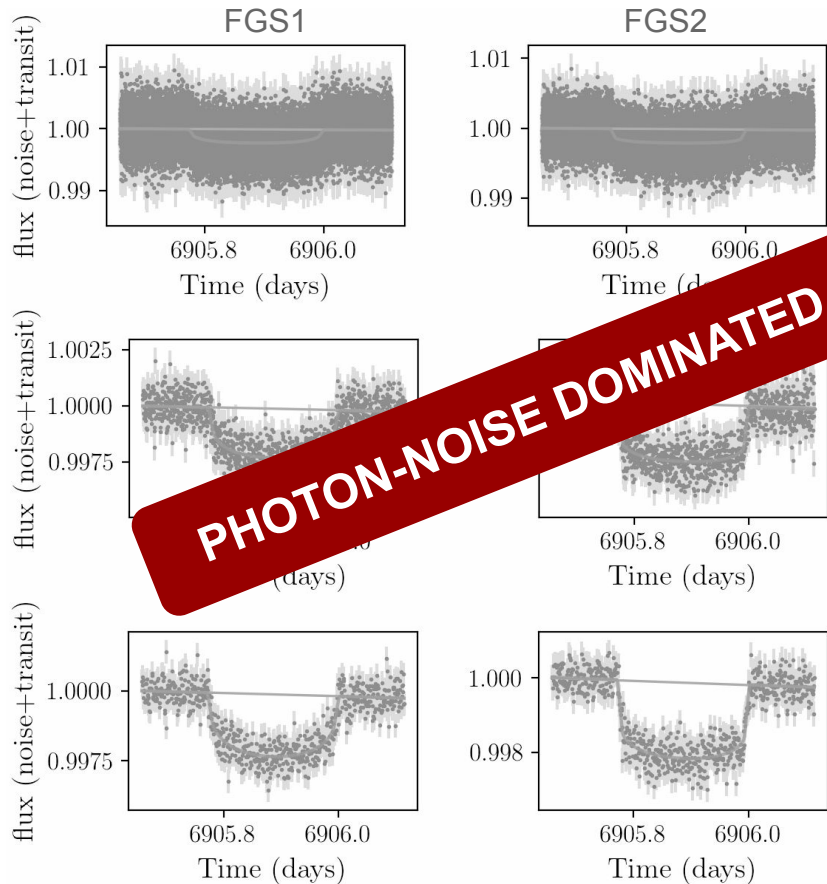 FGS1
FGS2
flux (noise+transit)
1.01
1.00
0.99
6905.8
6906.0
Time (days)
1.01
1.00
0.99
6905.8
6906.0
Time
flux (noise+transit)
1.0025
1.0000
0.9975
days)
PHOTON-NOISE DOMINATED
6905.8
6906.0
Time (days)
flux (noise+transit)
1.0000
0.9975
6905.8
6906.0
Time (days)
1.000
0.998
6905.8
6906.0
Time (days)